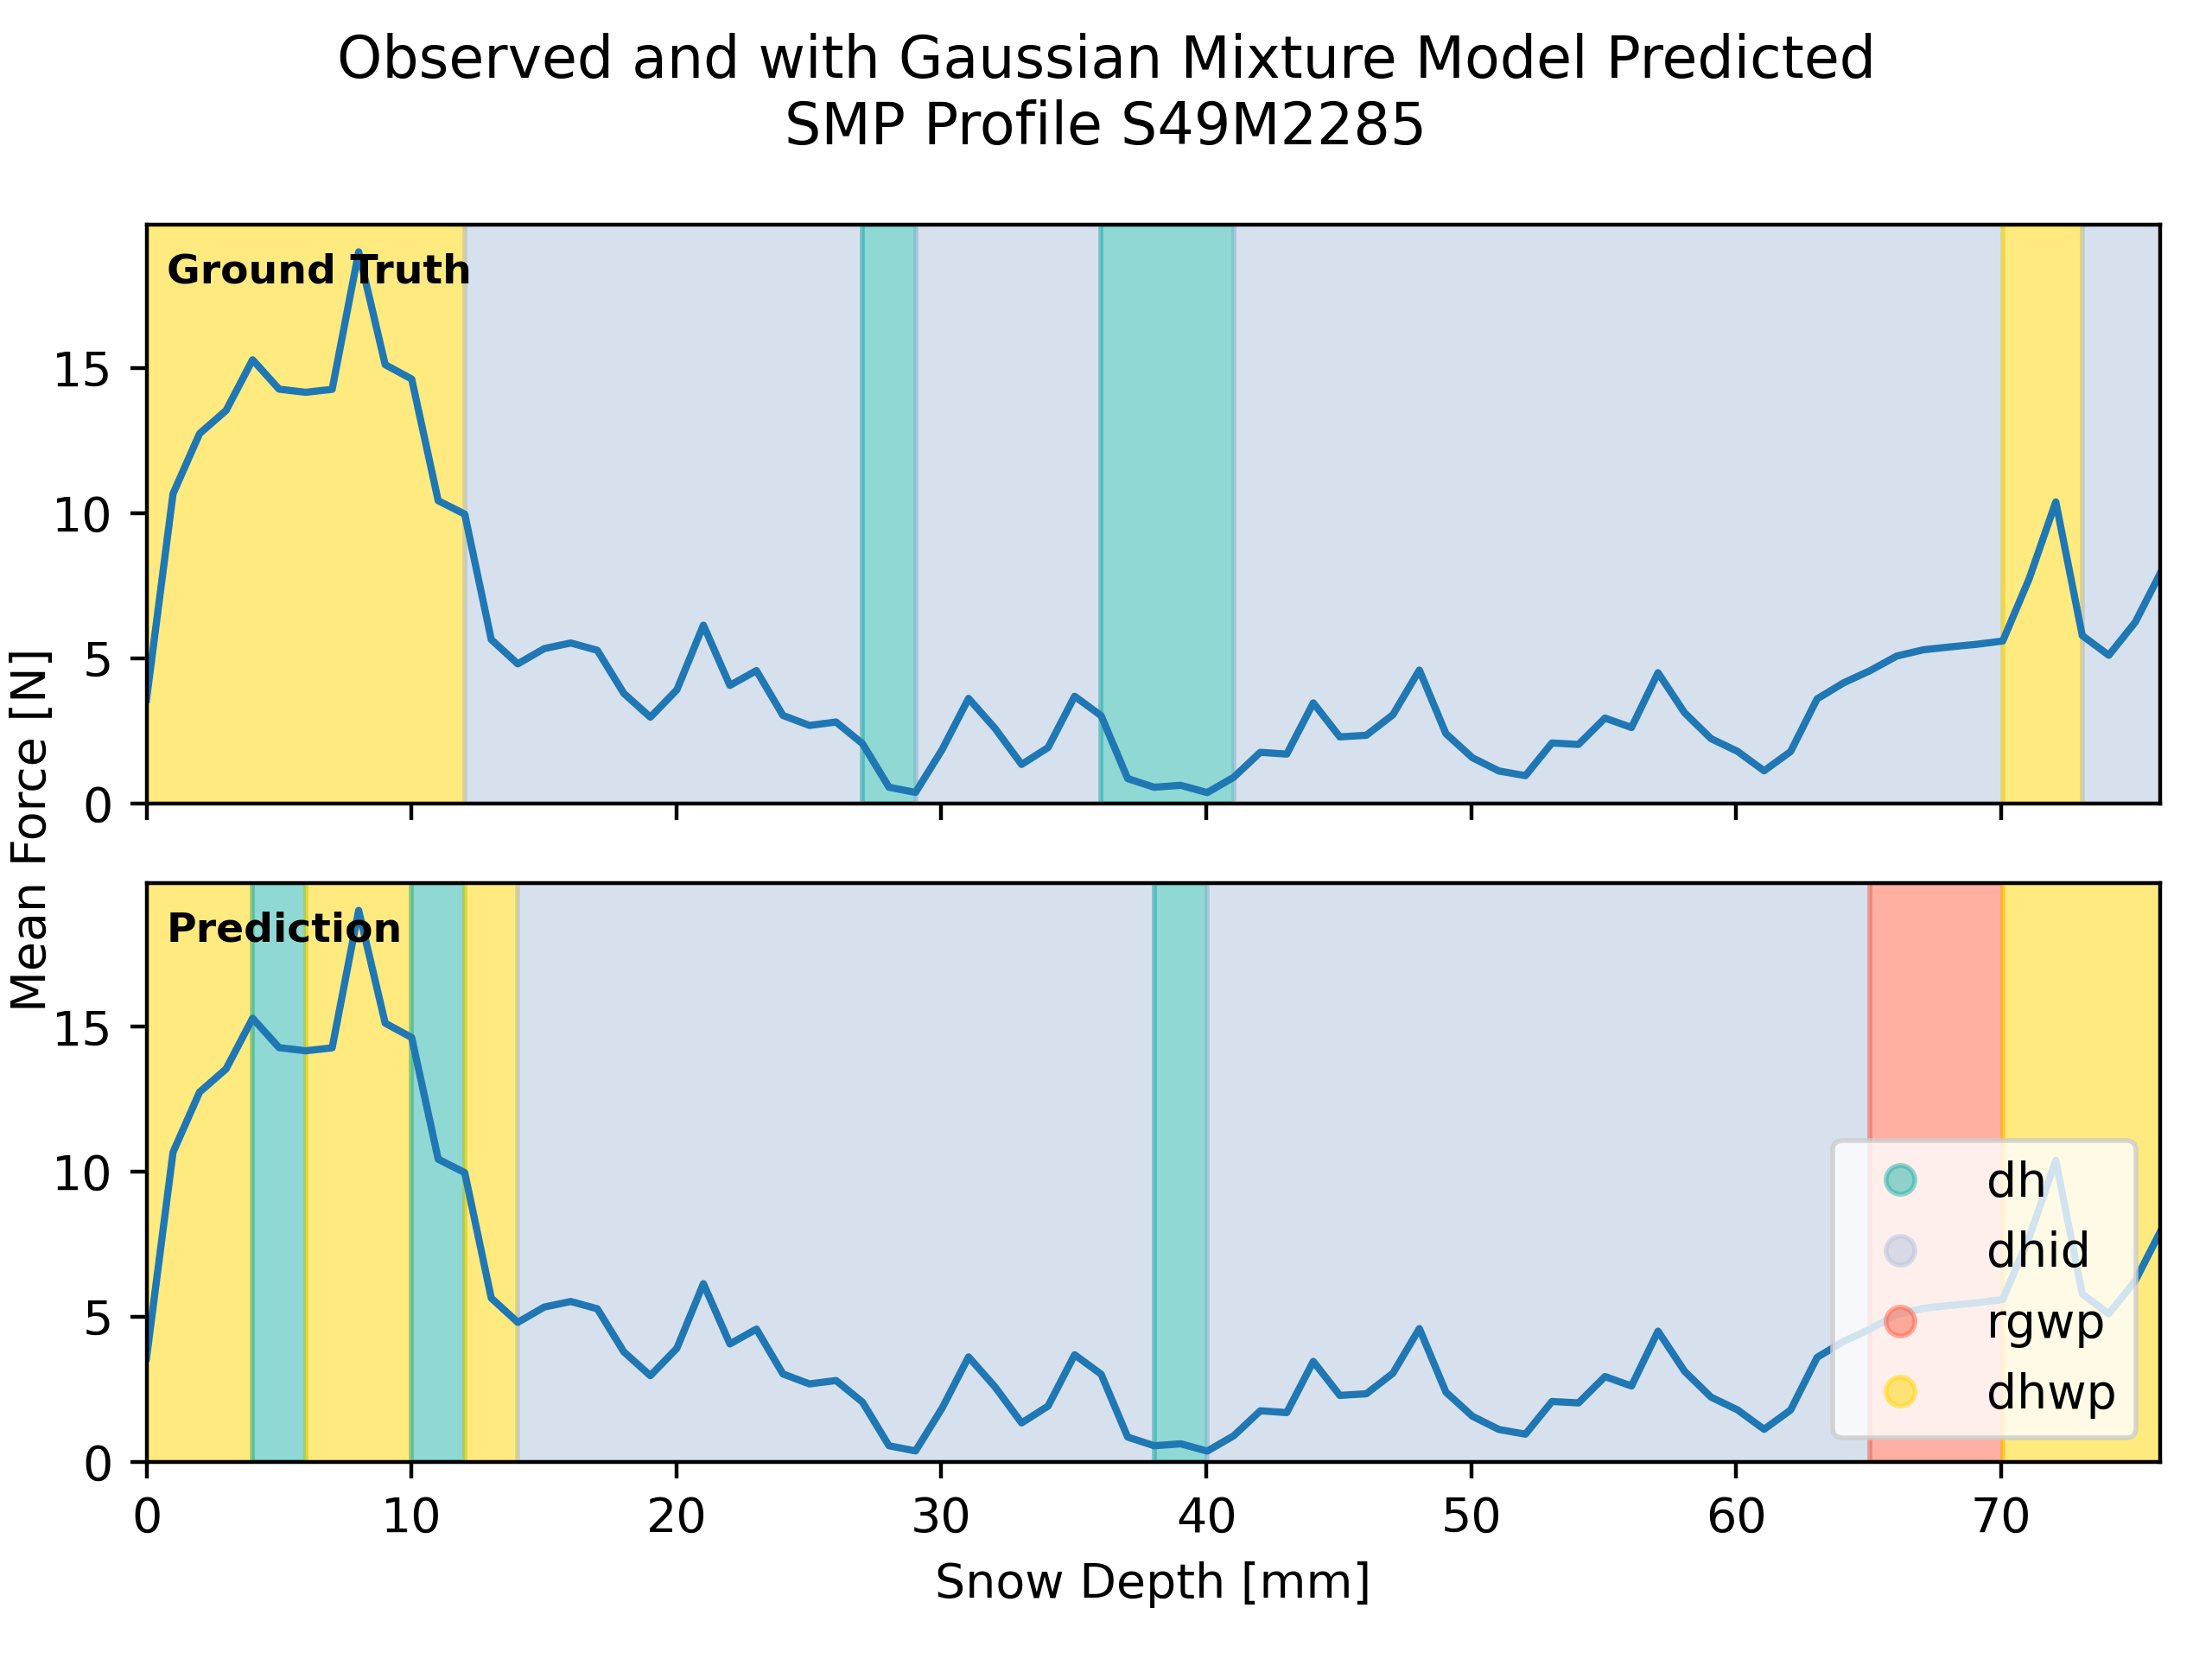 Observed and with Gaussian Mixture Model Predicted
SMP Profile S49M2285
Ground Truth
15
10
5
0
Mean Force [N]
Prediction
15
10
5
0
dh
dhid
rgwp
dhwp
0 10 20 30 40 50 60 70
Snow Depth [mm]